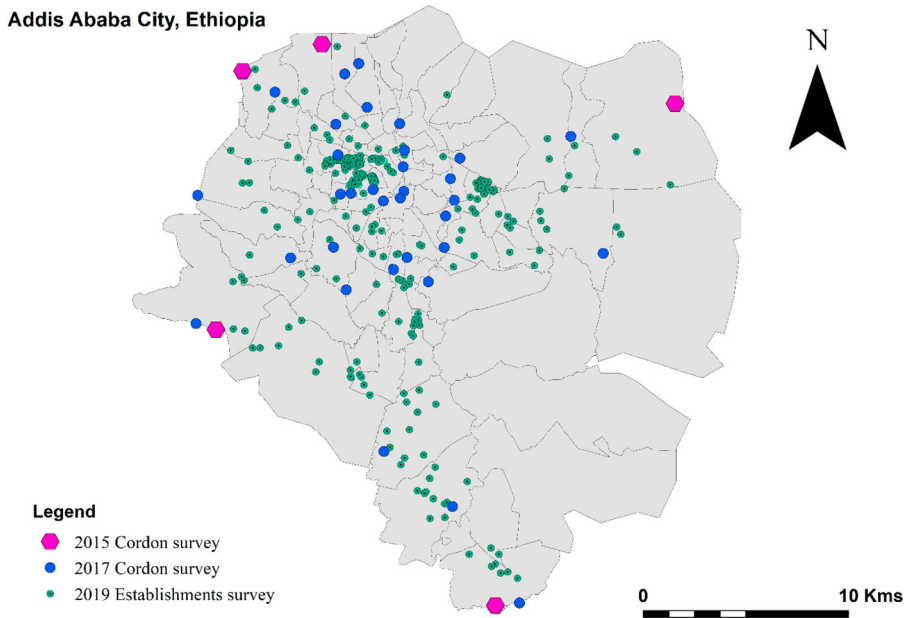 Addis Ababa City, Ethiopia
N
Legend
2015 Cordon survey
2017 Cordon survey
2019 Establishments survey
0 10 Kms